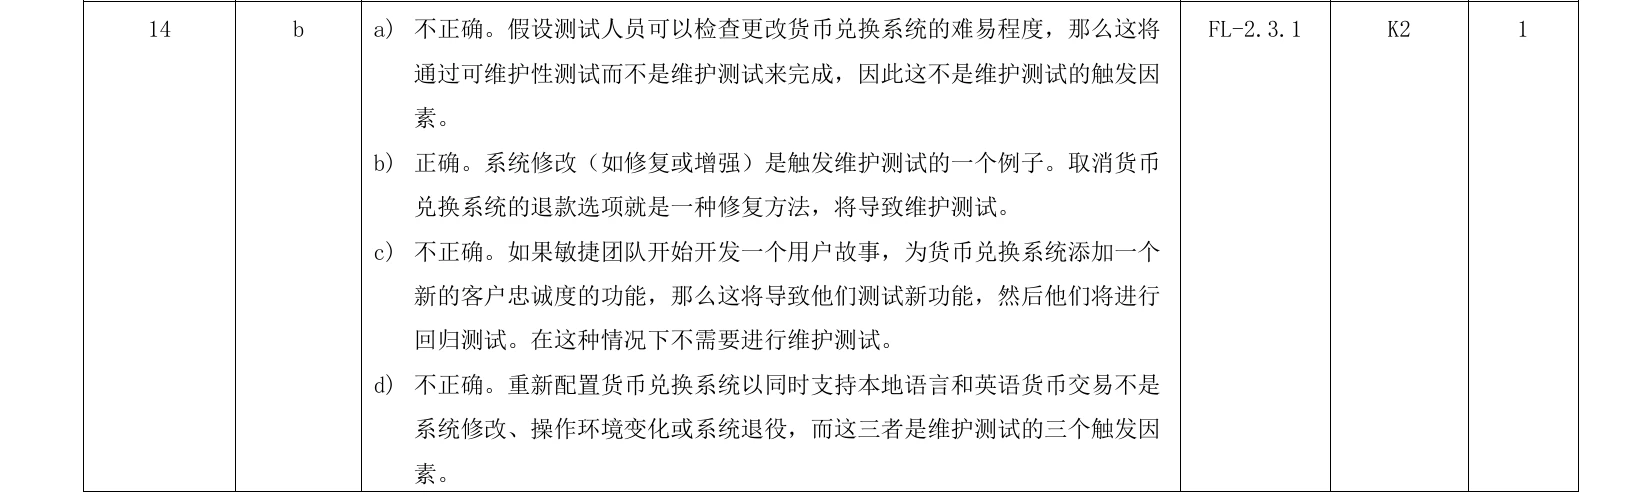 14 b a) 不正确。假设测试人员可以检查更改货币兑换系统的难易程度，那么这将 FL-2.3.1 K2 1
通过可维护性测试而不是维护测试来完成，因此这不是维护测试的触发因
素。
b) 正确。系统修改（如修复或增强）是触发维护测试的一个例子。取消货币
兑换系统的退款选项就是一种修复方法，将导致维护测试。
c) 不正确。如果敏捷团队开始开发一个用户故事，为货币兑换系统添加一个
新的客户忠诚度的功能，那么这将导致他们测试新功能，然后他们将进行
回归测试。在这种情况下不需要进行维护测试。
d) 不正确。重新配置货币兑换系统以同时支持本地语言和英语货币交易不是
系统修改、操作环境变化或系统退役，而这三者是维护测试的三个触发因
素。